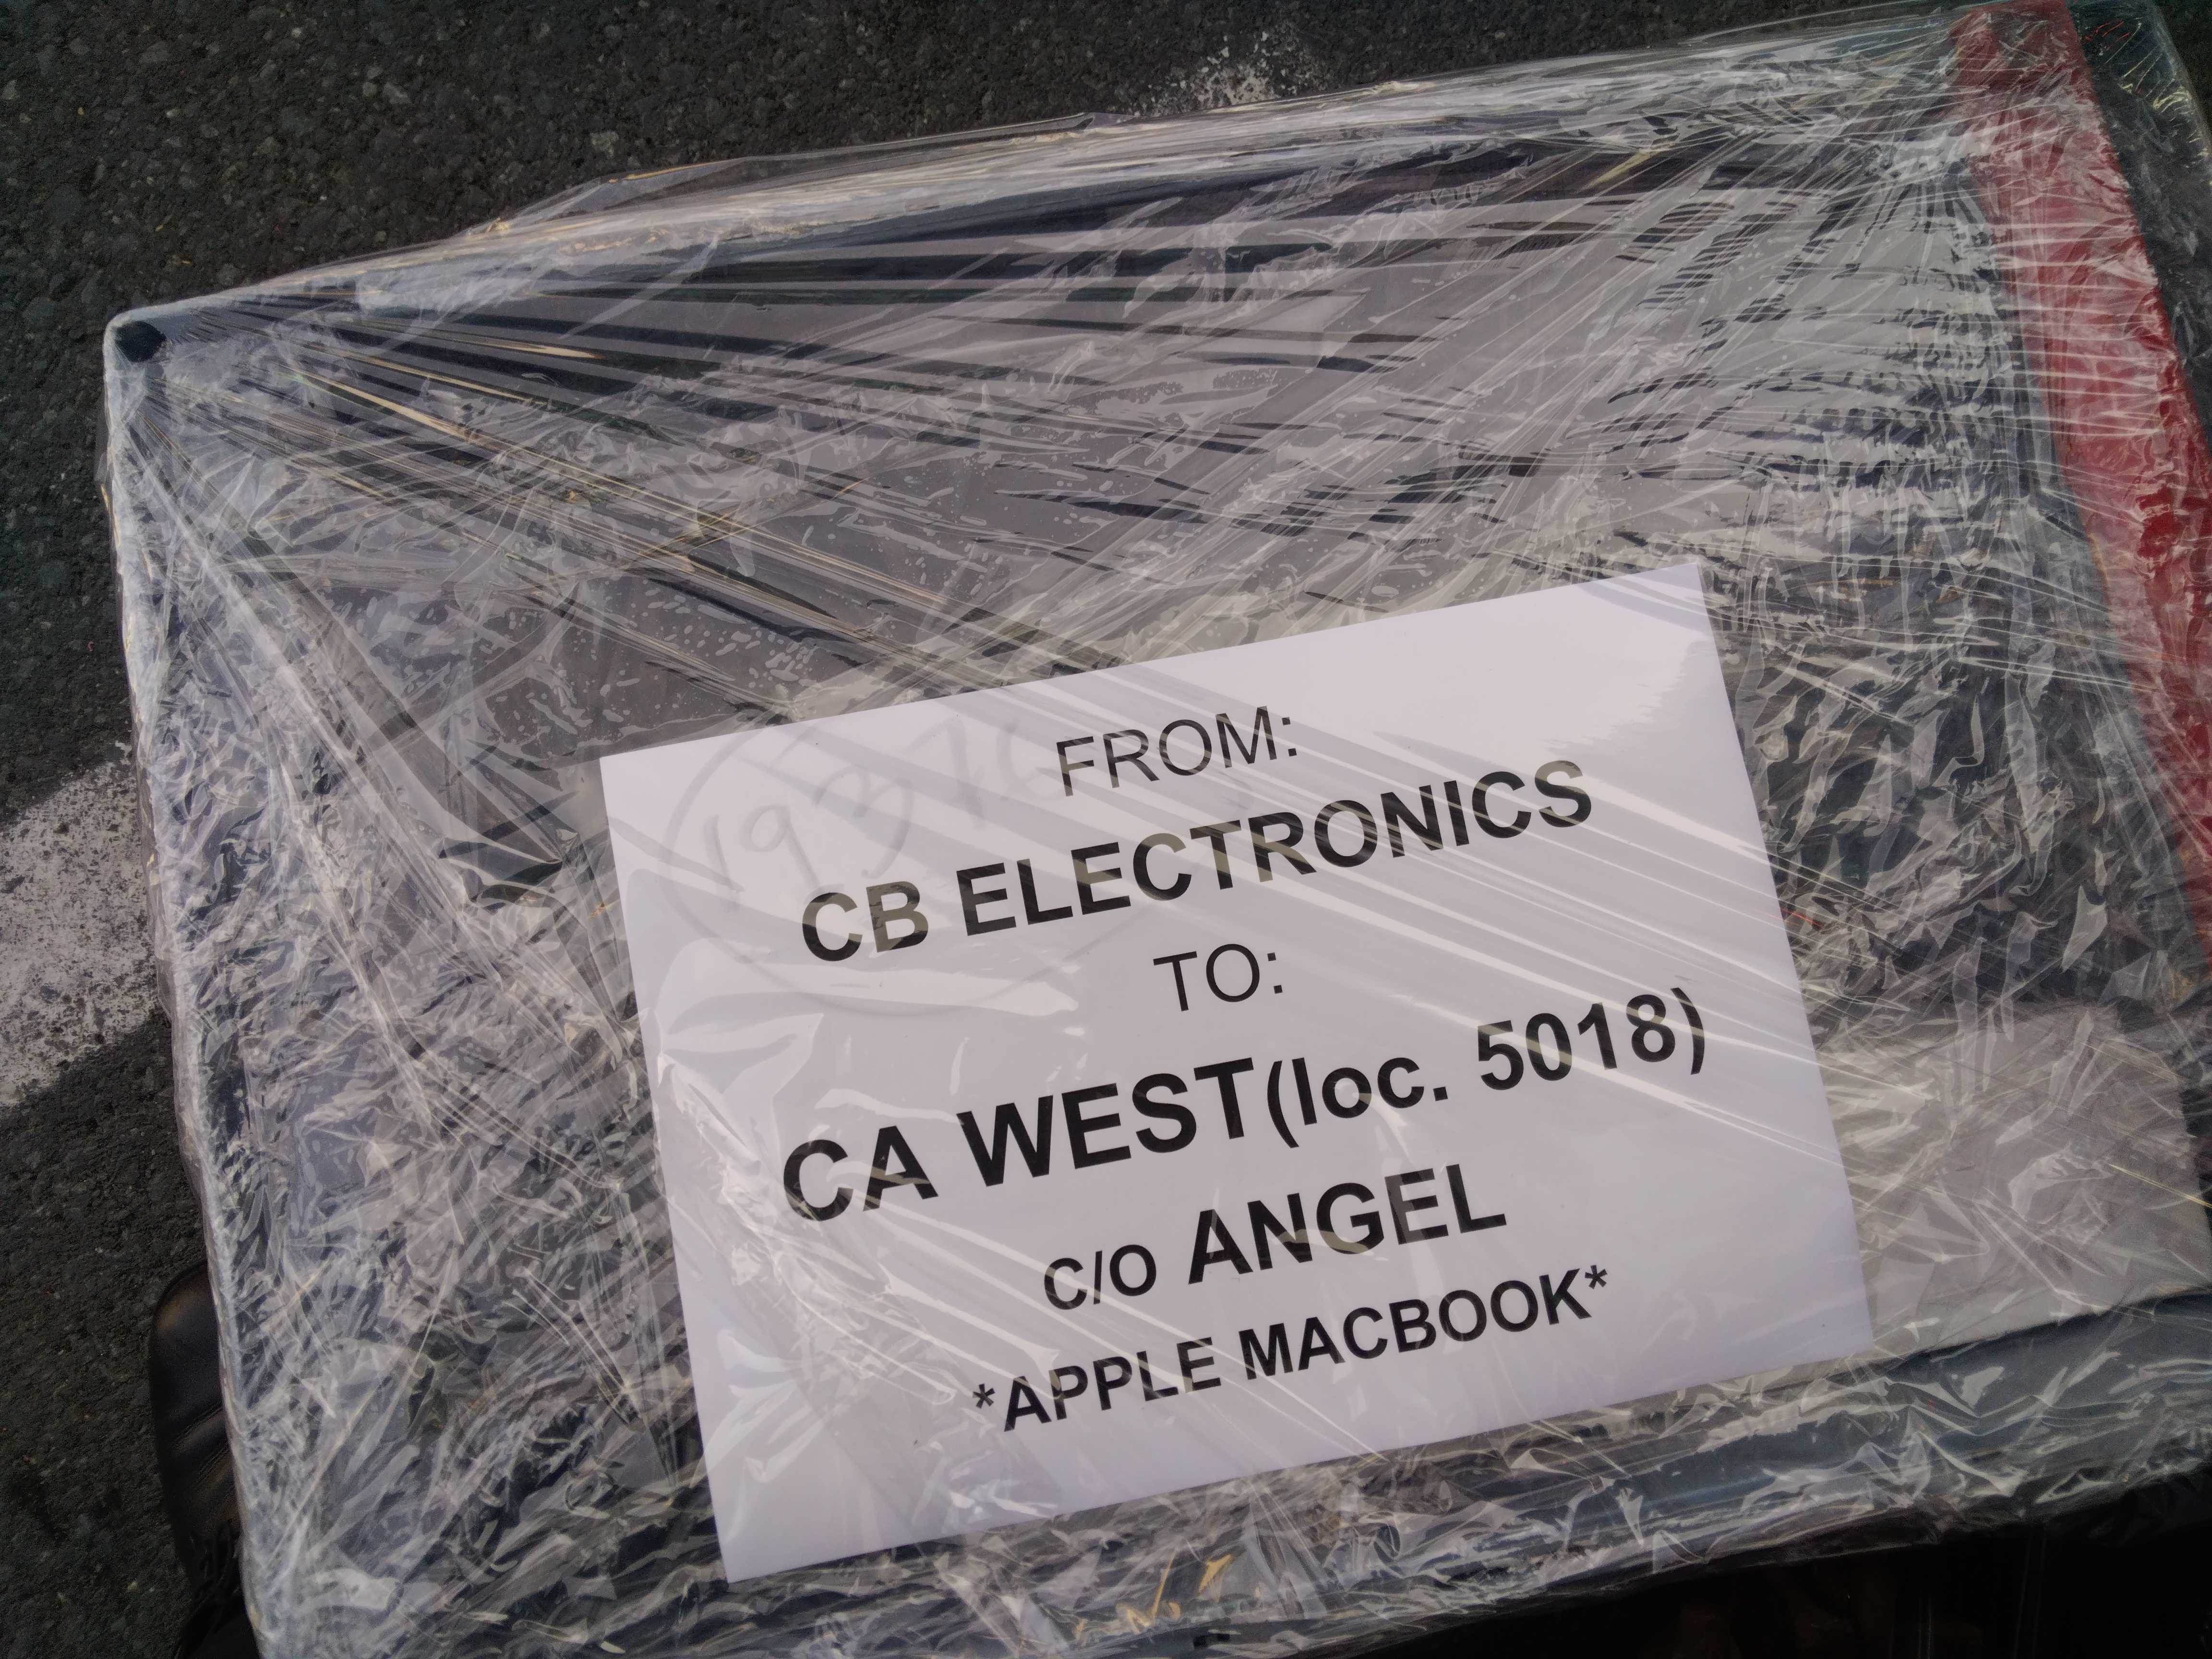 FROM:
CB ELECTRONICS
TO:
CA WEST(loc. 5018)
C/O ANGEL
*APPLE MACBOOK*